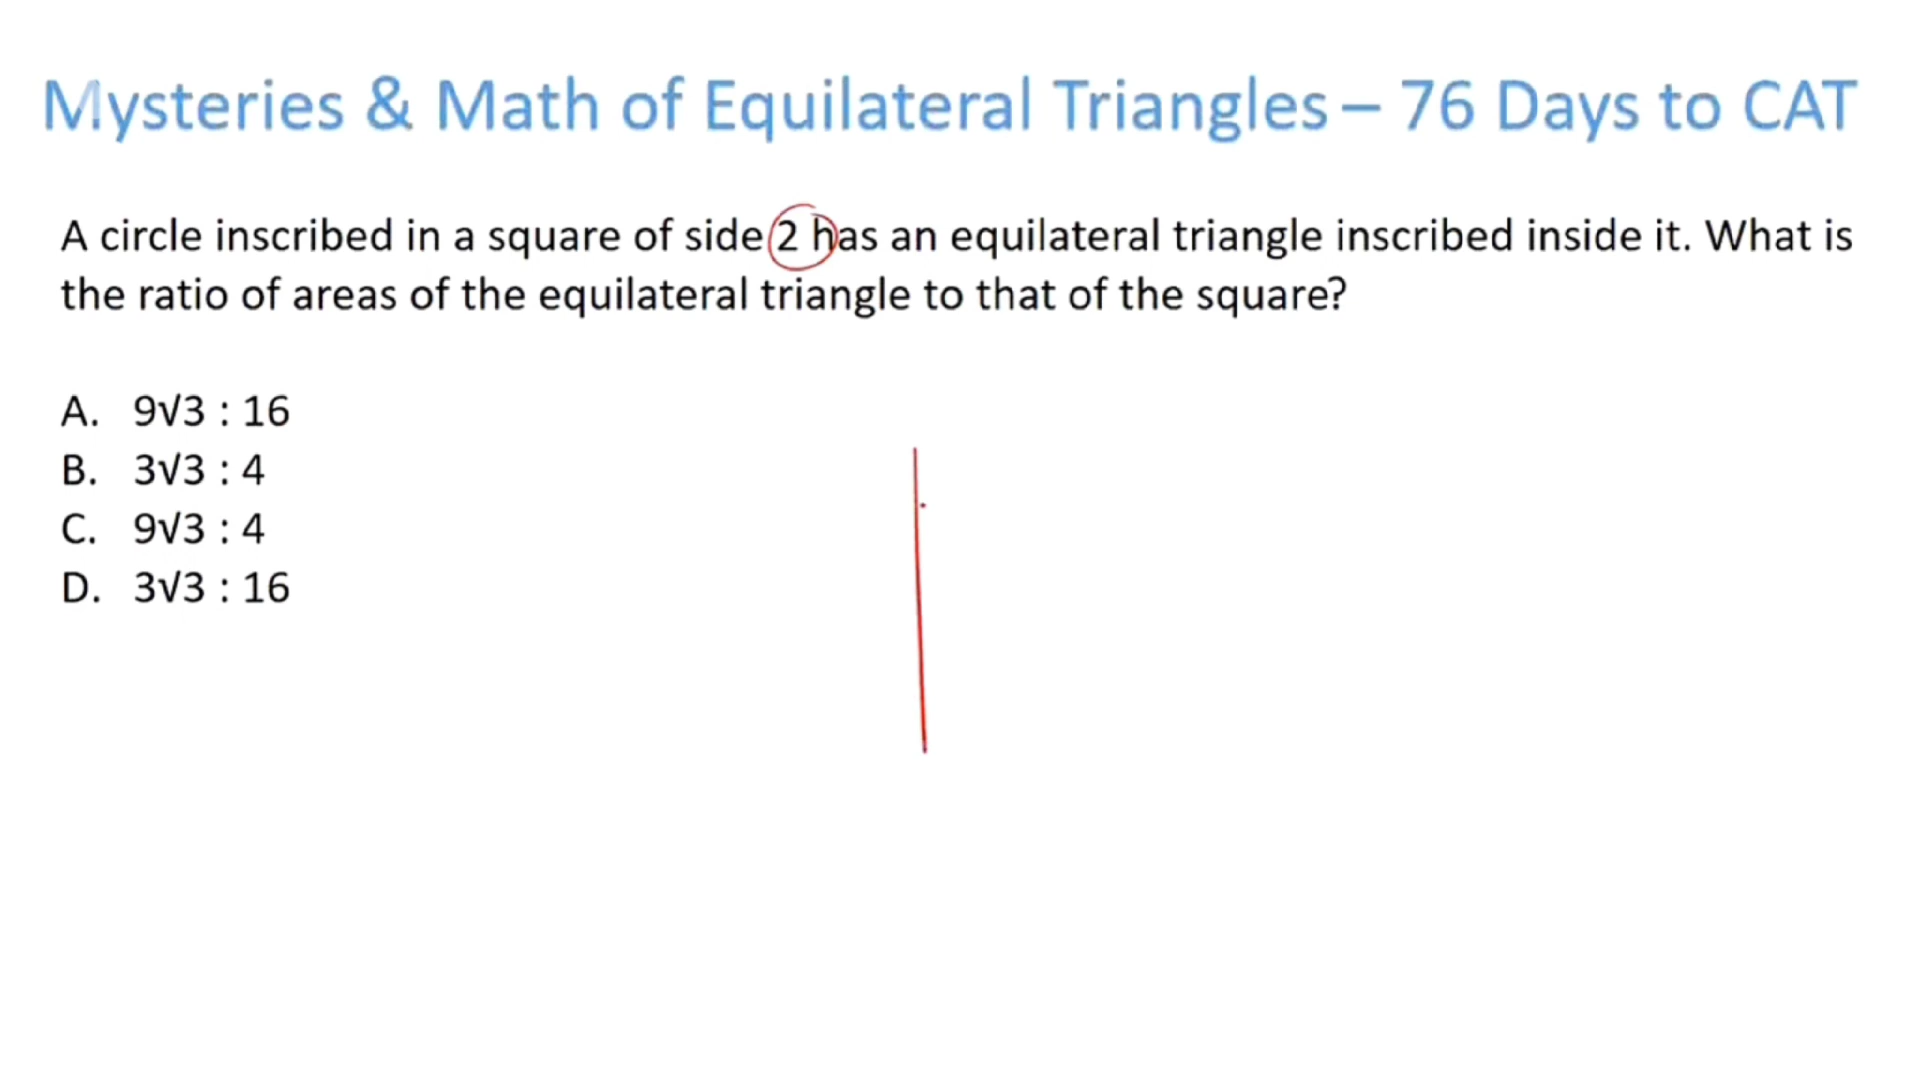 Mysteries & Math of Equilateral Triangles – 76 Days to CAT
A circle inscribed in a square of side 2 has an equilateral triangle inscribed inside it. What is
the ratio of areas of the equilateral triangle to that of the square?
A. 9√3 : 16
B. 3√3 : 4
C. 9√3 : 4
D. 3√3 : 16